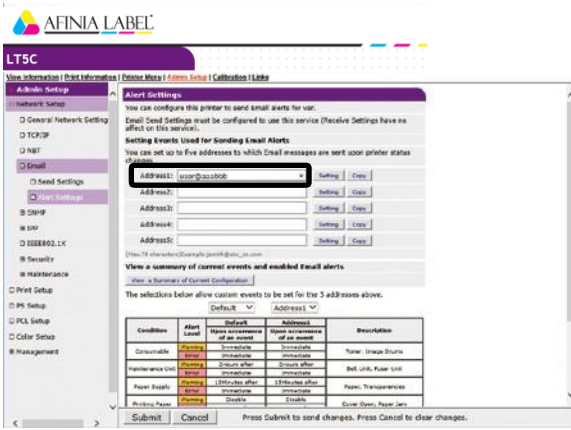 AFINIA LABEL
LT5C
View Information | Print Information | Printer Menu | Admin Setup | Calibration | Links
Admin Setup
Network Setup
General Network Setting
TCP/IP
NBT
Email
Send Settings
Alert Settings
SNMP
IPP
IEEE802.1X
Security
Maintenance
Print Setup
PS Setup
PCL Setup
Color Setup
Management
Alert Settings
You can configure this printer to send Email alerts for var.
Email Send Settings must be configured to use this service (Receive Settings have no
affect on this service).
Setting Events Used for Sending Email Alerts
You can set up to five addresses to which Email messages are sent upon printer status
changes.
Address1: user@aaabbb × Setting Copy
Address2: Setting Copy
Address3: Setting Copy
Address4: Setting Copy
Address5: Setting Copy
View a summary of current events and enabled Email alerts
View a Summary of Current Configuration
The selections below allow custom events to be set for the 5 addresses above.
Default Address1
Condition Alert Level Default Upon occurrence of an event Address1 Upon occurrence of an event Description
Consumable Warning Immediate Immediate Toner, Image Drums
Error Immediate Immediate
Maintenance Unit Warning 2Hours after 2Hours after Belt Unit, Fuser Unit
Error Immediate Immediate
Paper Supply Warning 15Minutes after 15Minutes after Paper, Transparencies
Error Immediate Immediate
Printing Paper Warning Disable Disable Cover Open, Paper Jam
Submit Cancel Press Submit to send changes. Press Cancel to clear changes.